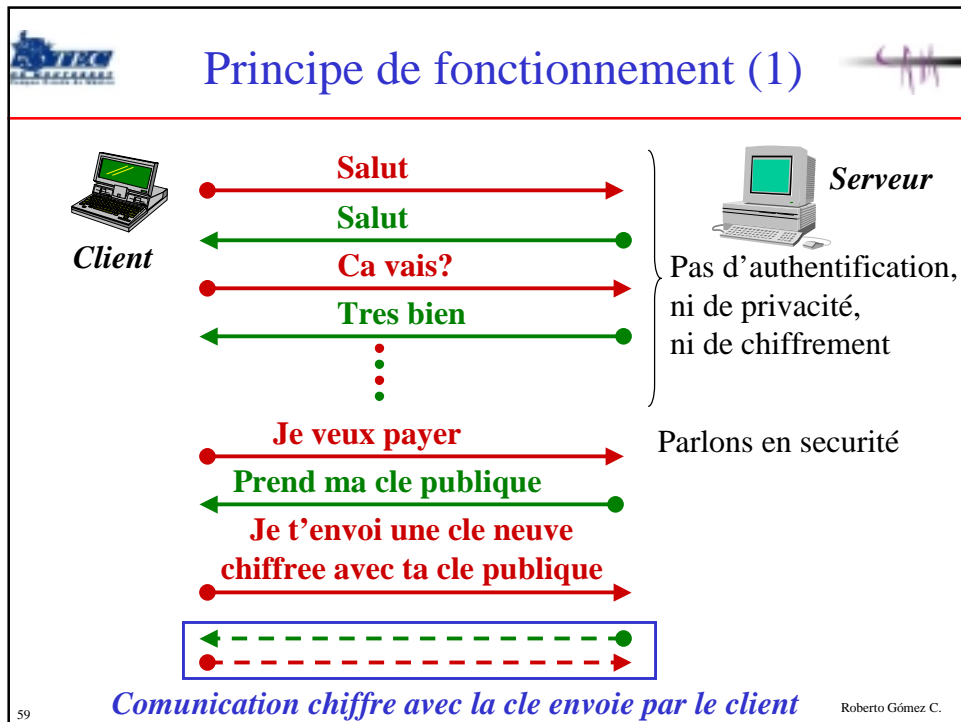 TEC
Principe de fonctionnement (1)
Salut
Serveur
Salut
Client
Ca vais?
Pas d’authentification,
ni de privacité,
ni de chiffrement
Tres bien
Je veux payer
Parlons en securité
Prend ma cle publique
Je t’envoi une cle neuve
chiffree avec ta cle publique
Comunication chiffre avec la cle envoie par le client
59
Roberto Gómez C.